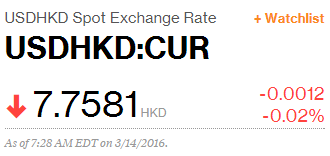 USDHKD Spot Exchange Rate + Watchlist
USDHKD:CUR
7.7581 HKD -0.0012
-0.02%
As of 7:28 AM EDT on 3/14/2016.